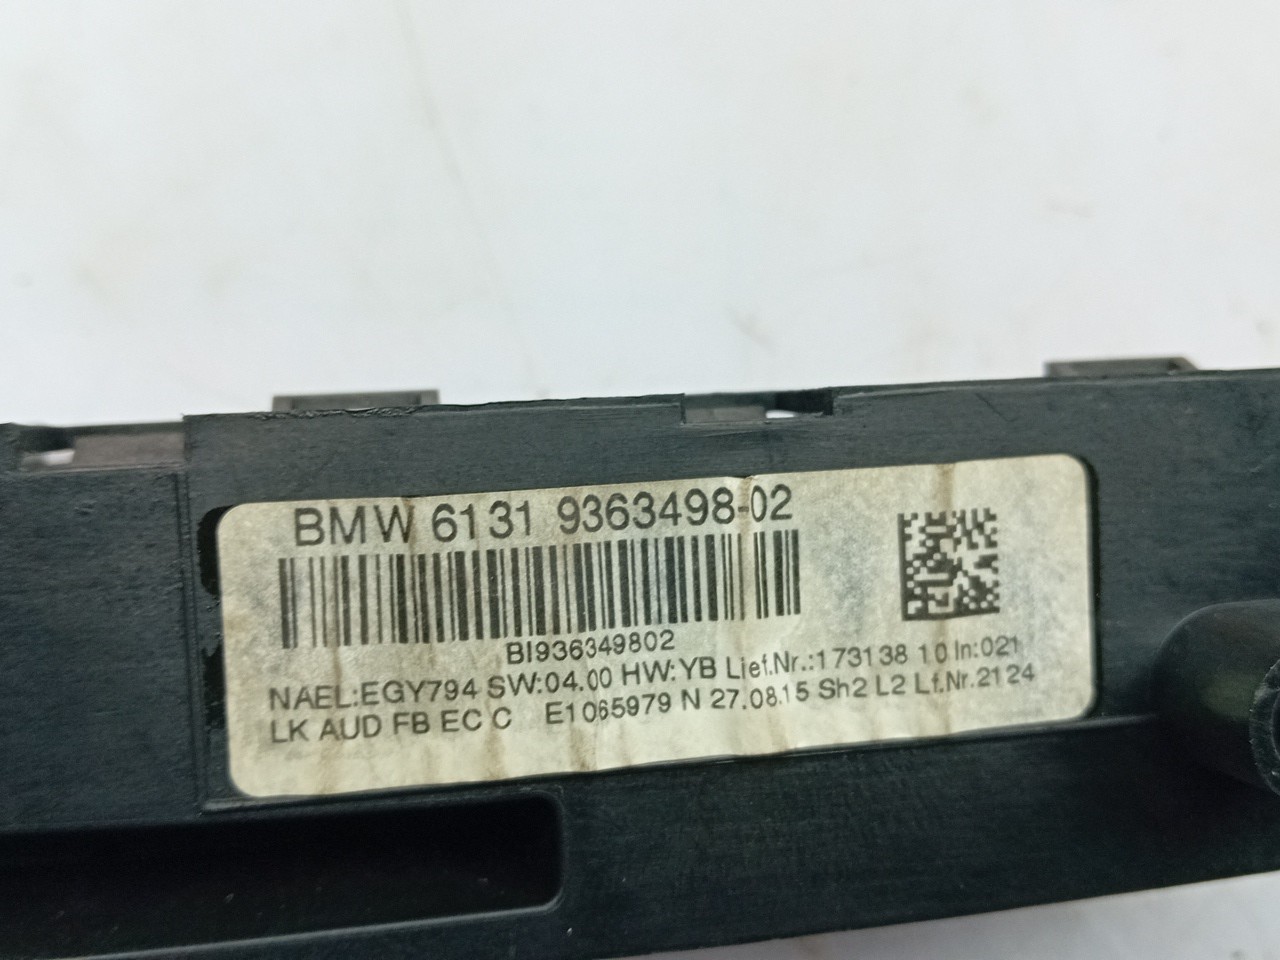 BMW 6131 9363498-02
BI936349802
NAEL:EGY794 SW:04.00 HW:YB Lief.Nr.:173138 10 In:021
LK AUD FB EC C E1065979 N 27.08.15 Sh2 L2 Lf.Nr.2124